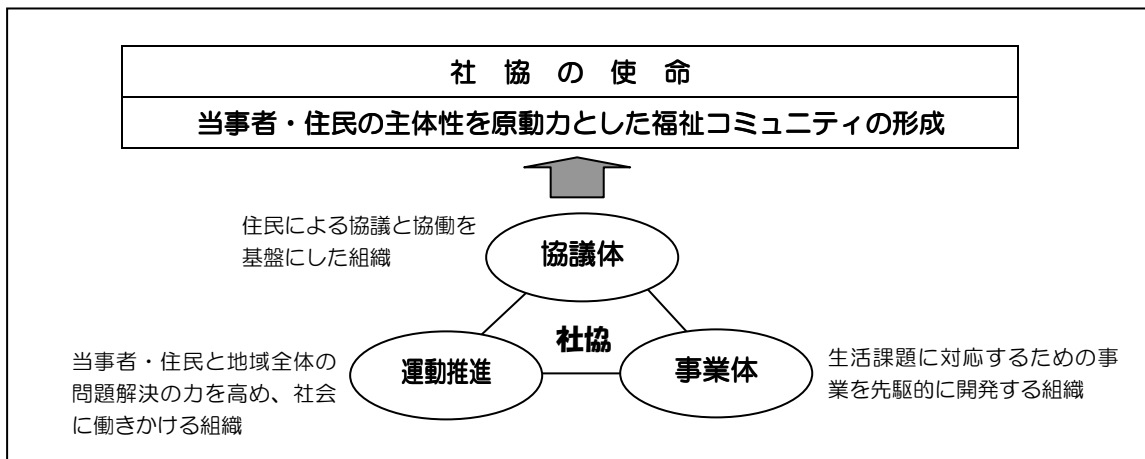 社 協 の 使 命
当事者・住民の主体性を原動力とした福祉コミュニティの形成
住民による協議と協働を
基盤にした組織
協議体
社協
当事者・住民と地域全体の
問題解決の力を高め、社会
に働きかける組織
運動推進
事業体
生活課題に対応するための事
業を先駆的に開発する組織